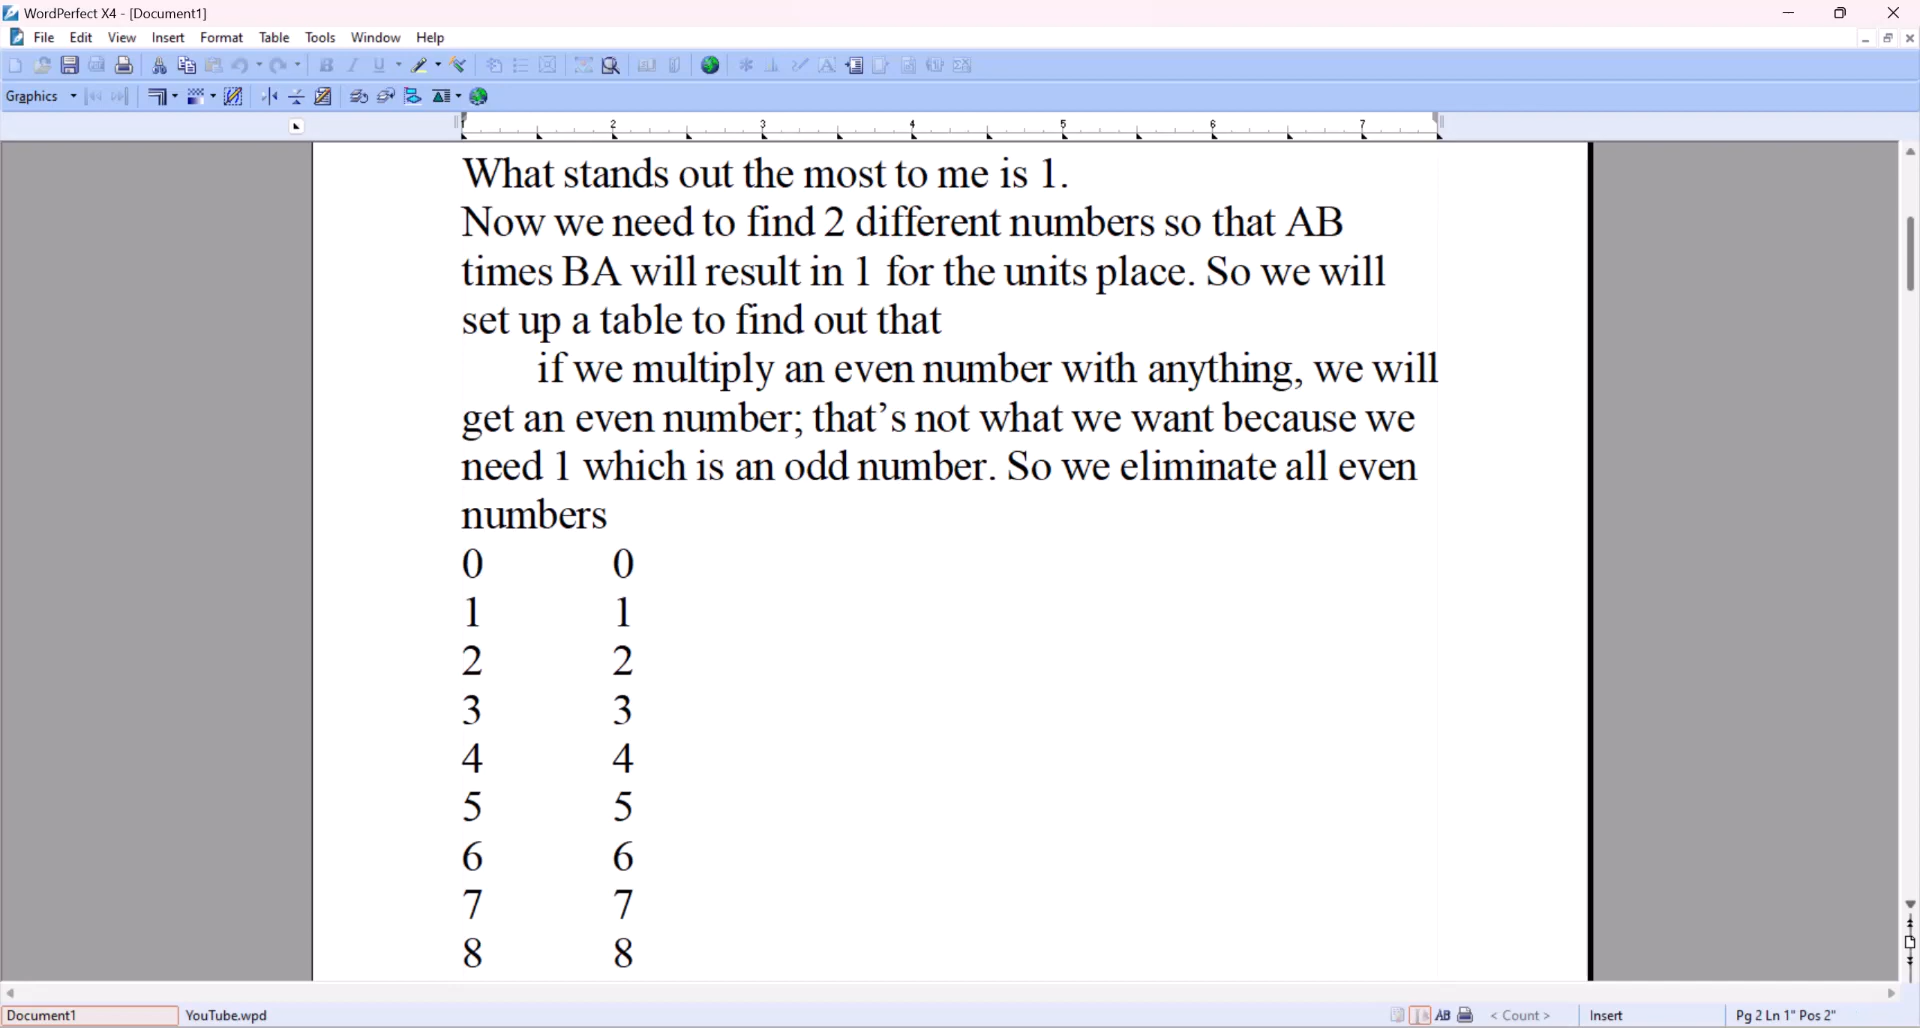 WordPerfect X4 - [Document1]
File Edit View Insert Format Table Tools Window Help
Graphics
1 2 3 4 5 6 7
What stands out the most to me is 1.
Now we need to find 2 different numbers so that AB
times BA will result in 1 for the units place. So we will
set up a table to find out that
if we multiply an even number with anything, we will
get an even number; that’s not what we want because we
need 1 which is an odd number. So we eliminate all even
numbers
0 0
1 1
2 2
3 3
4 4
5 5
6 6
7 7
8 8
Document1 YouTube.wpd AB < Count > Insert Pg 2 Ln 1" Pos 2"